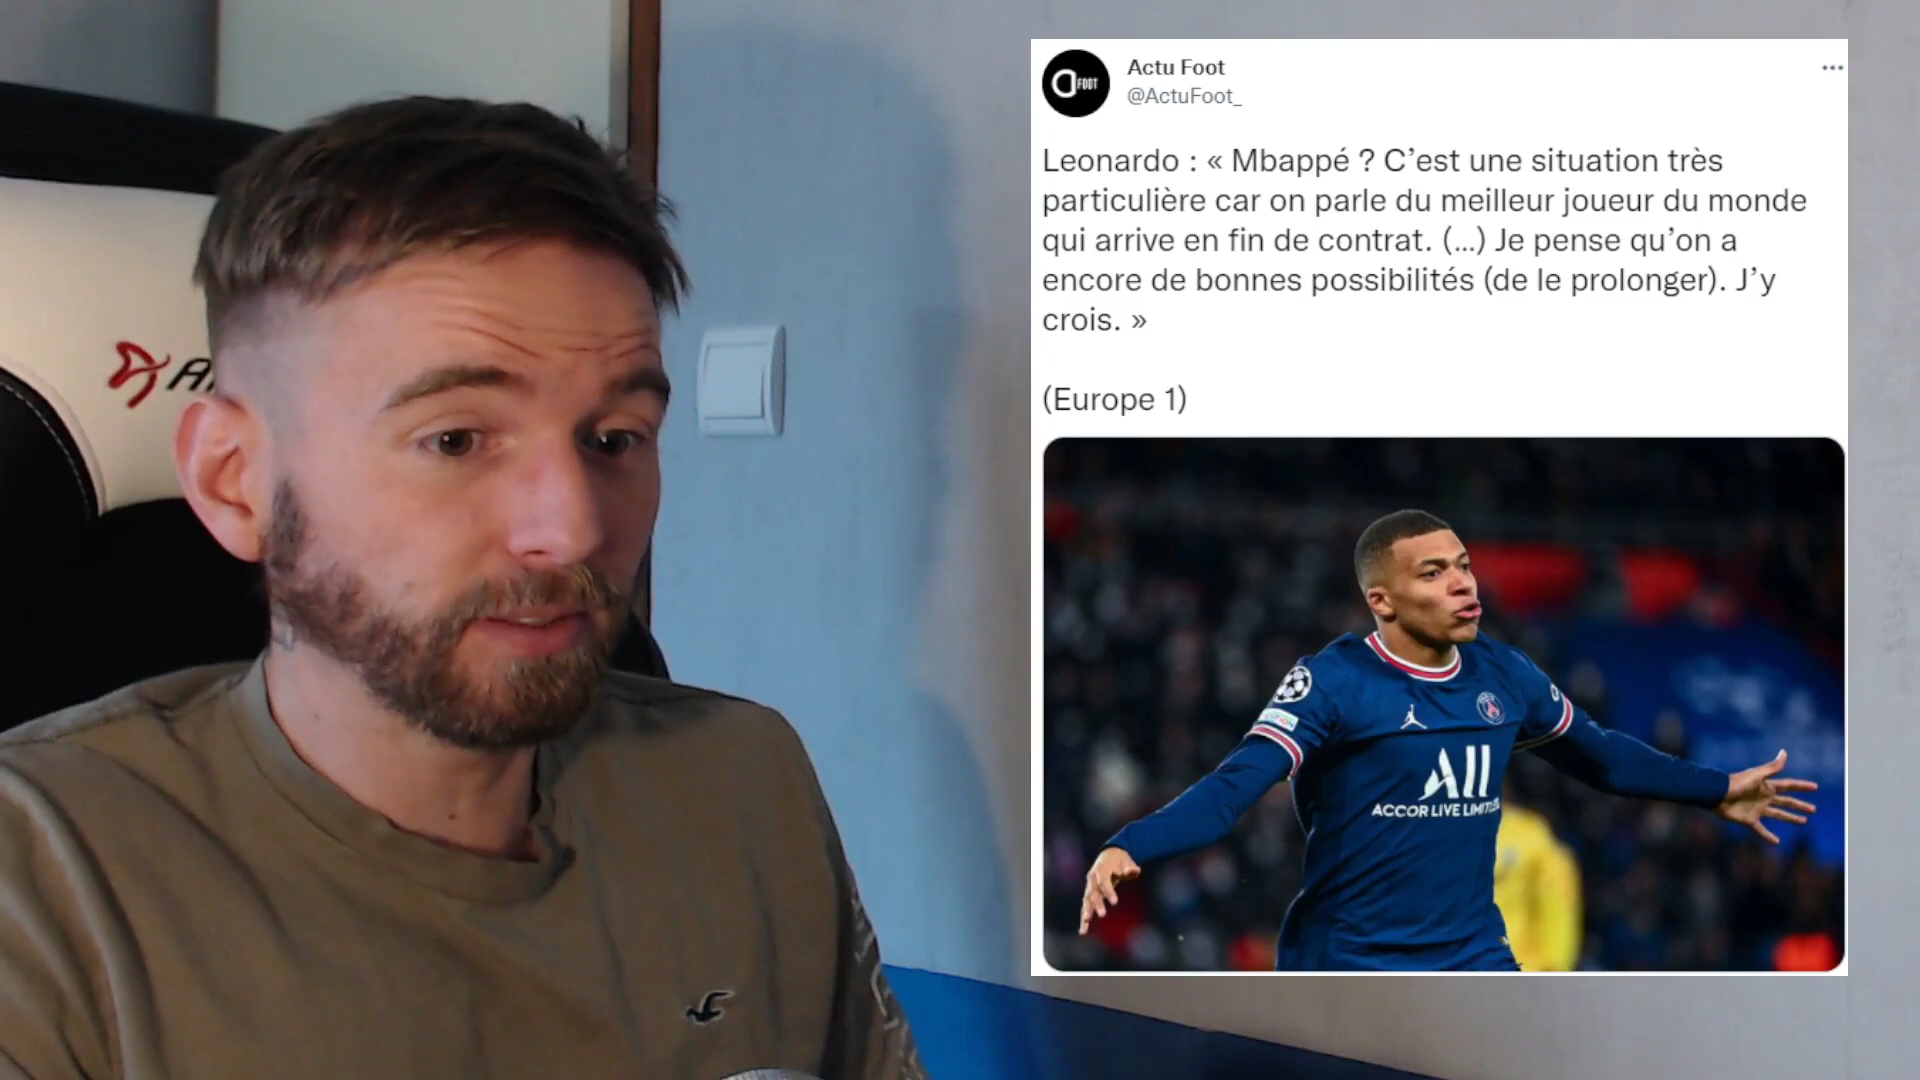 Actu Foot
@ActuFoot_
Leonardo : « Mbappé ? C’est une situation très
particulière car on parle du meilleur joueur du monde
qui arrive en fin de contrat. (...) Je pense qu’on a
encore de bonnes possibilités (de le prolonger). J’y
crois. »
(Europe 1)
FOOT
ALL
ACCOR LIVE LIMITLE